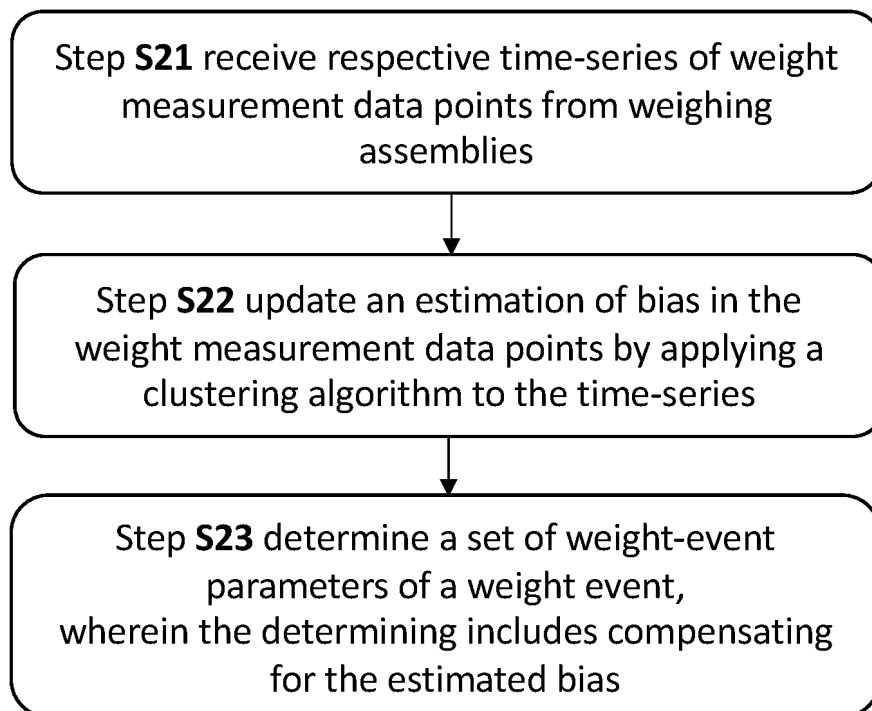 Step S21 receive respective time-series of weight
measurement data points from weighing
assemblies
Step S22 update an estimation of bias in the
weight measurement data points by applying a
clustering algorithm to the time-series
Step S23 determine a set of weight-event
parameters of a weight event,
wherein the determining includes compensating
for the estimated bias